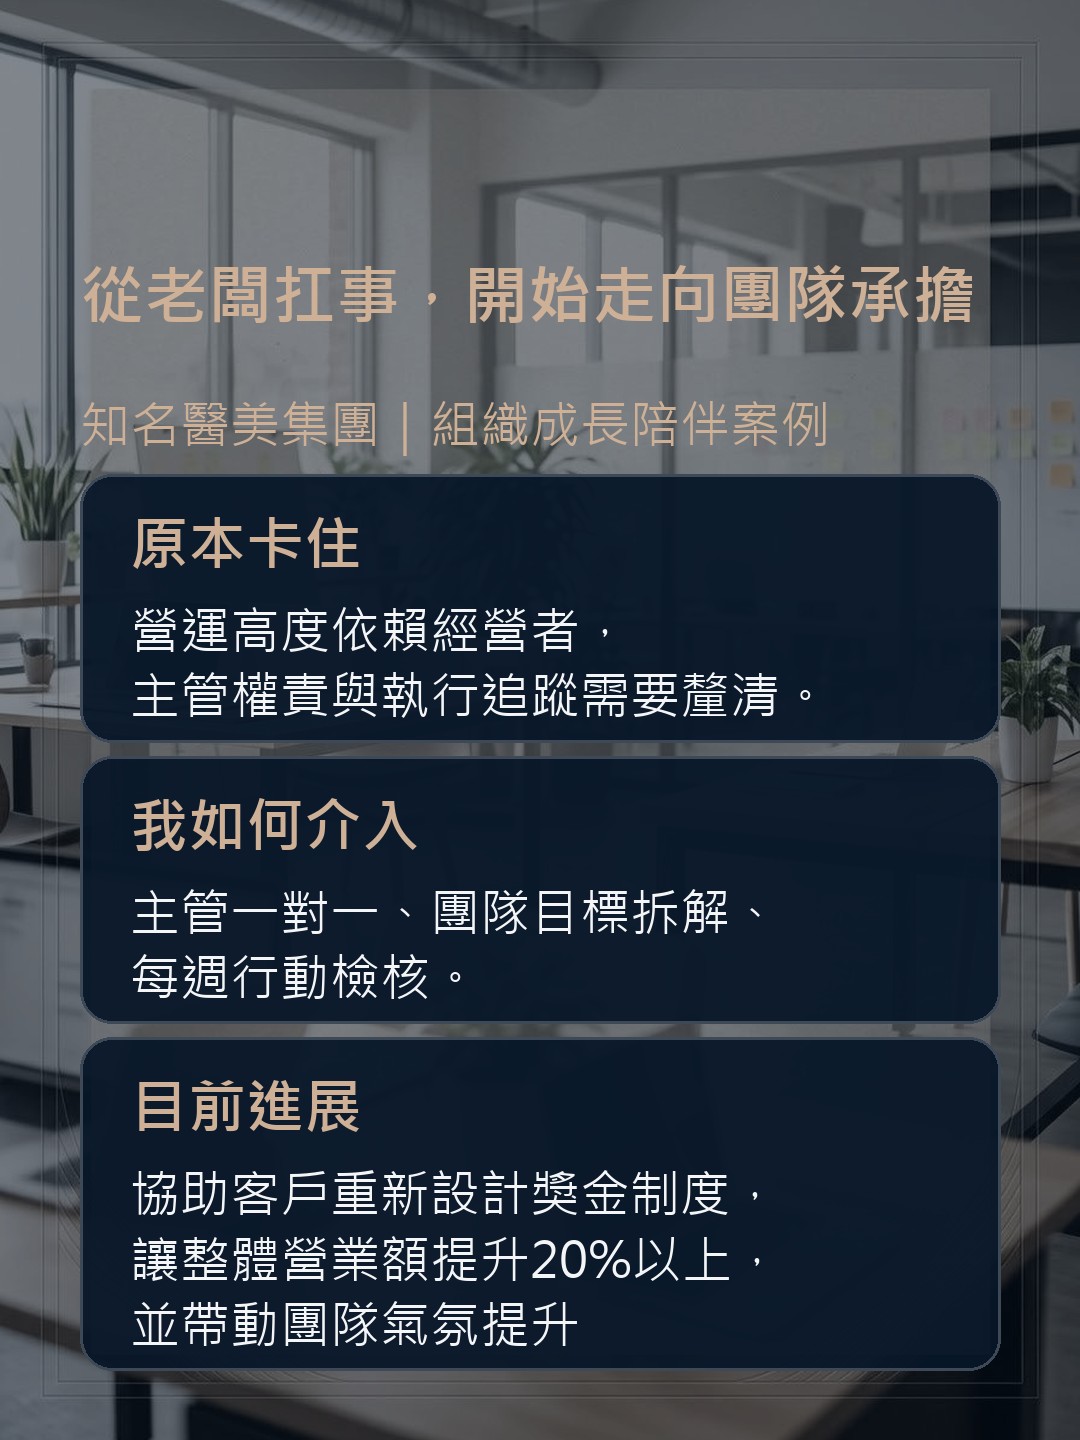 從老闆扛事，開始走向團隊承擔
知名醫美集團｜組織成長陪伴案例
原本卡住
營運高度依賴經營者，
主管權責與執行追蹤需要釐清。
我如何介入
主管一對一、團隊目標拆解、
每週行動檢核。
目前進展
協助客戶重新設計獎金制度，
讓整體營業額提升20%以上，
並帶動團隊氣氛提升